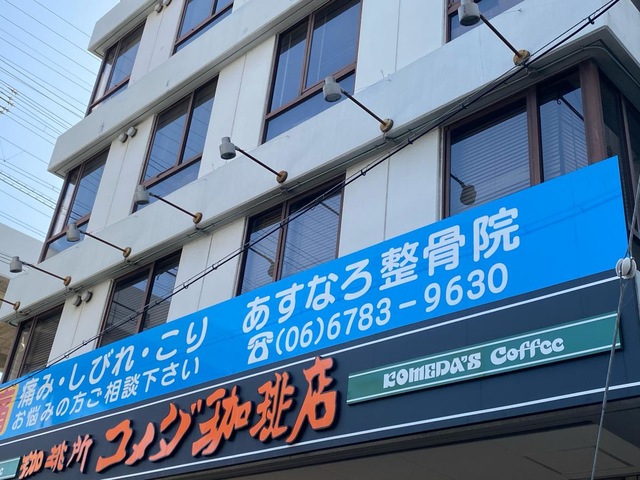 痛み・しびれ・こり
お悩みの方ご相談下さい
あすなろ整骨院
☎(06)6783-9630
珈琲所
コメダ珈琲店
KOMEDA'S Coffee